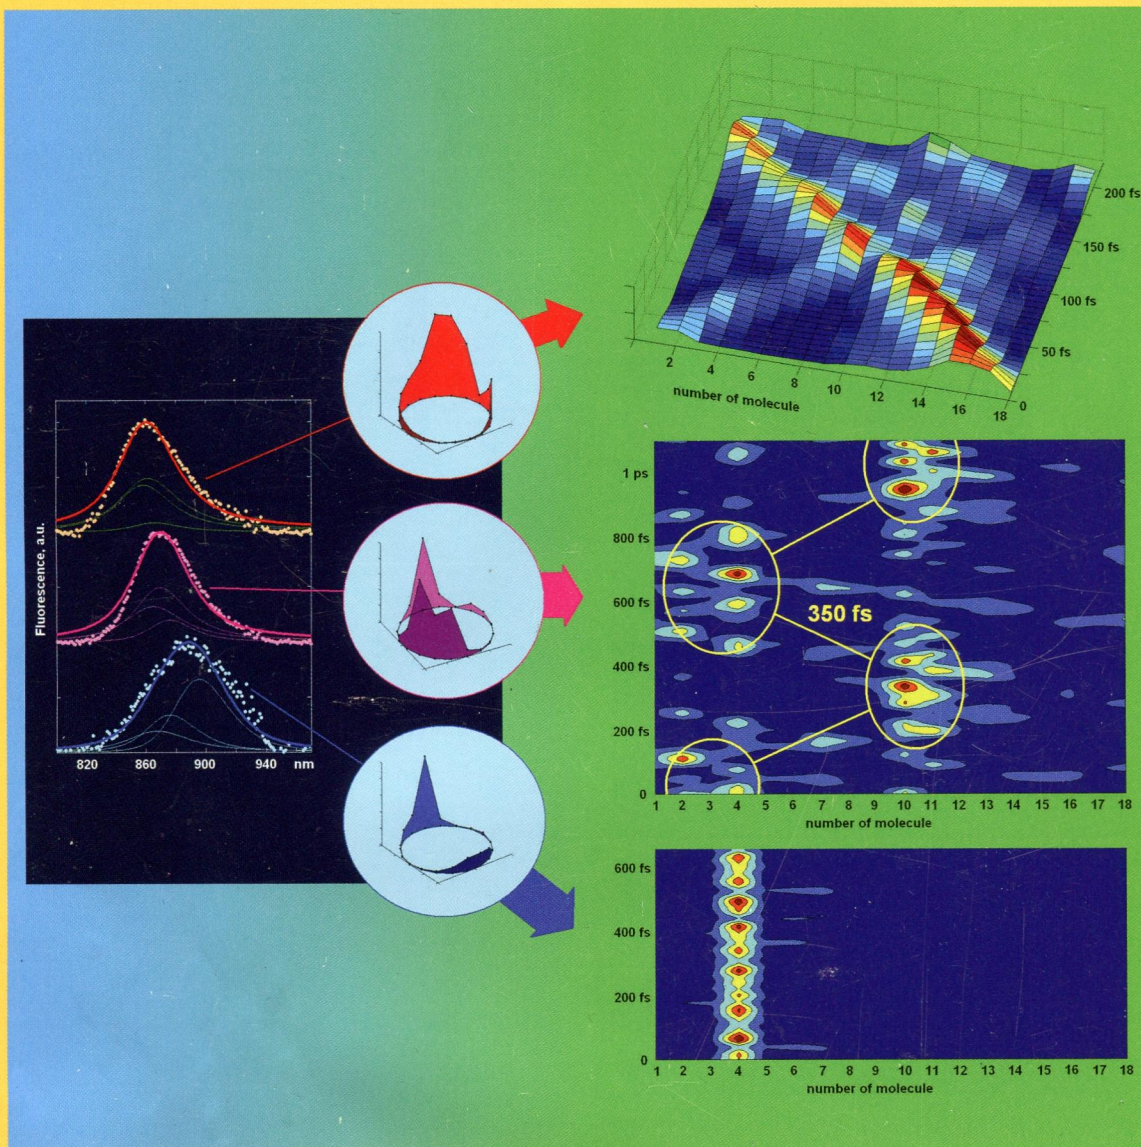 Fluorescence, a.u.
820 860 900 940 nm
200 fs
150 fs
100 fs
50 fs
0
2 4 6 8 10 12 14 16 18
number of molecule
1 ps
800 fs
600 fs
400 fs
200 fs
0
350 fs
1 2 3 4 5 6 7 8 9 10 11 12 13 14 15 16 17 18
number of molecule
600 fs
400 fs
200 fs
0
1 2 3 4 5 6 7 8 9 10 11 12 13 14 15 16 17 18
number of molecule